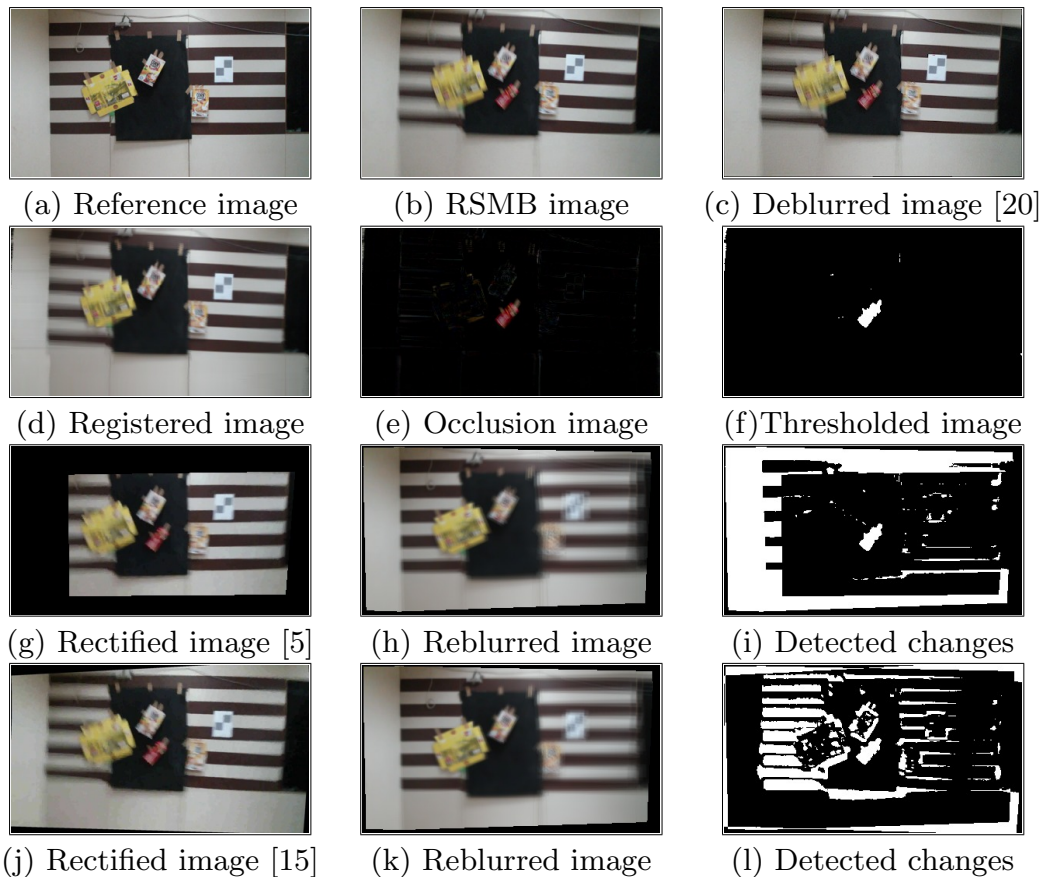 (a) Reference image
(b) RSMB image
(c) Deblurred image [20]
(d) Registered image
(e) Occlusion image
(f)Thresholded image
(g) Rectified image [5]
(h) Reblurred image
(i) Detected changes
(j) Rectified image [15]
(k) Reblurred image
(l) Detected changes